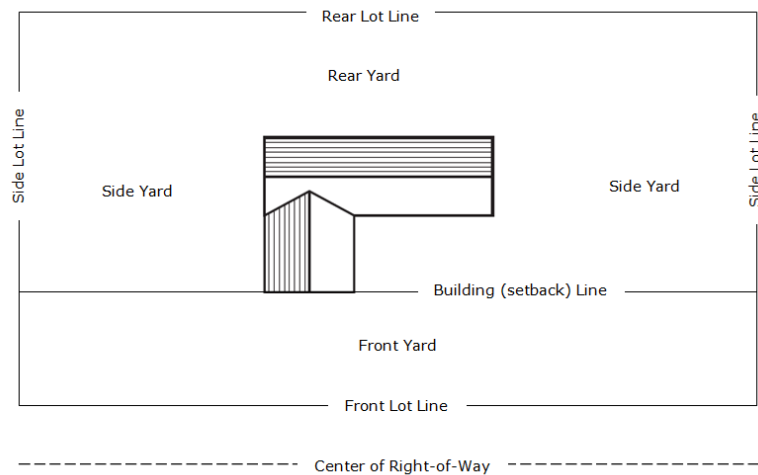 Rear Lot Line
Rear Yard
Side Lot Line
Side Lot Line
Side Yard
Side Yard
Building (setback) Line
Front Yard
Front Lot Line
Center of Right-of-Way